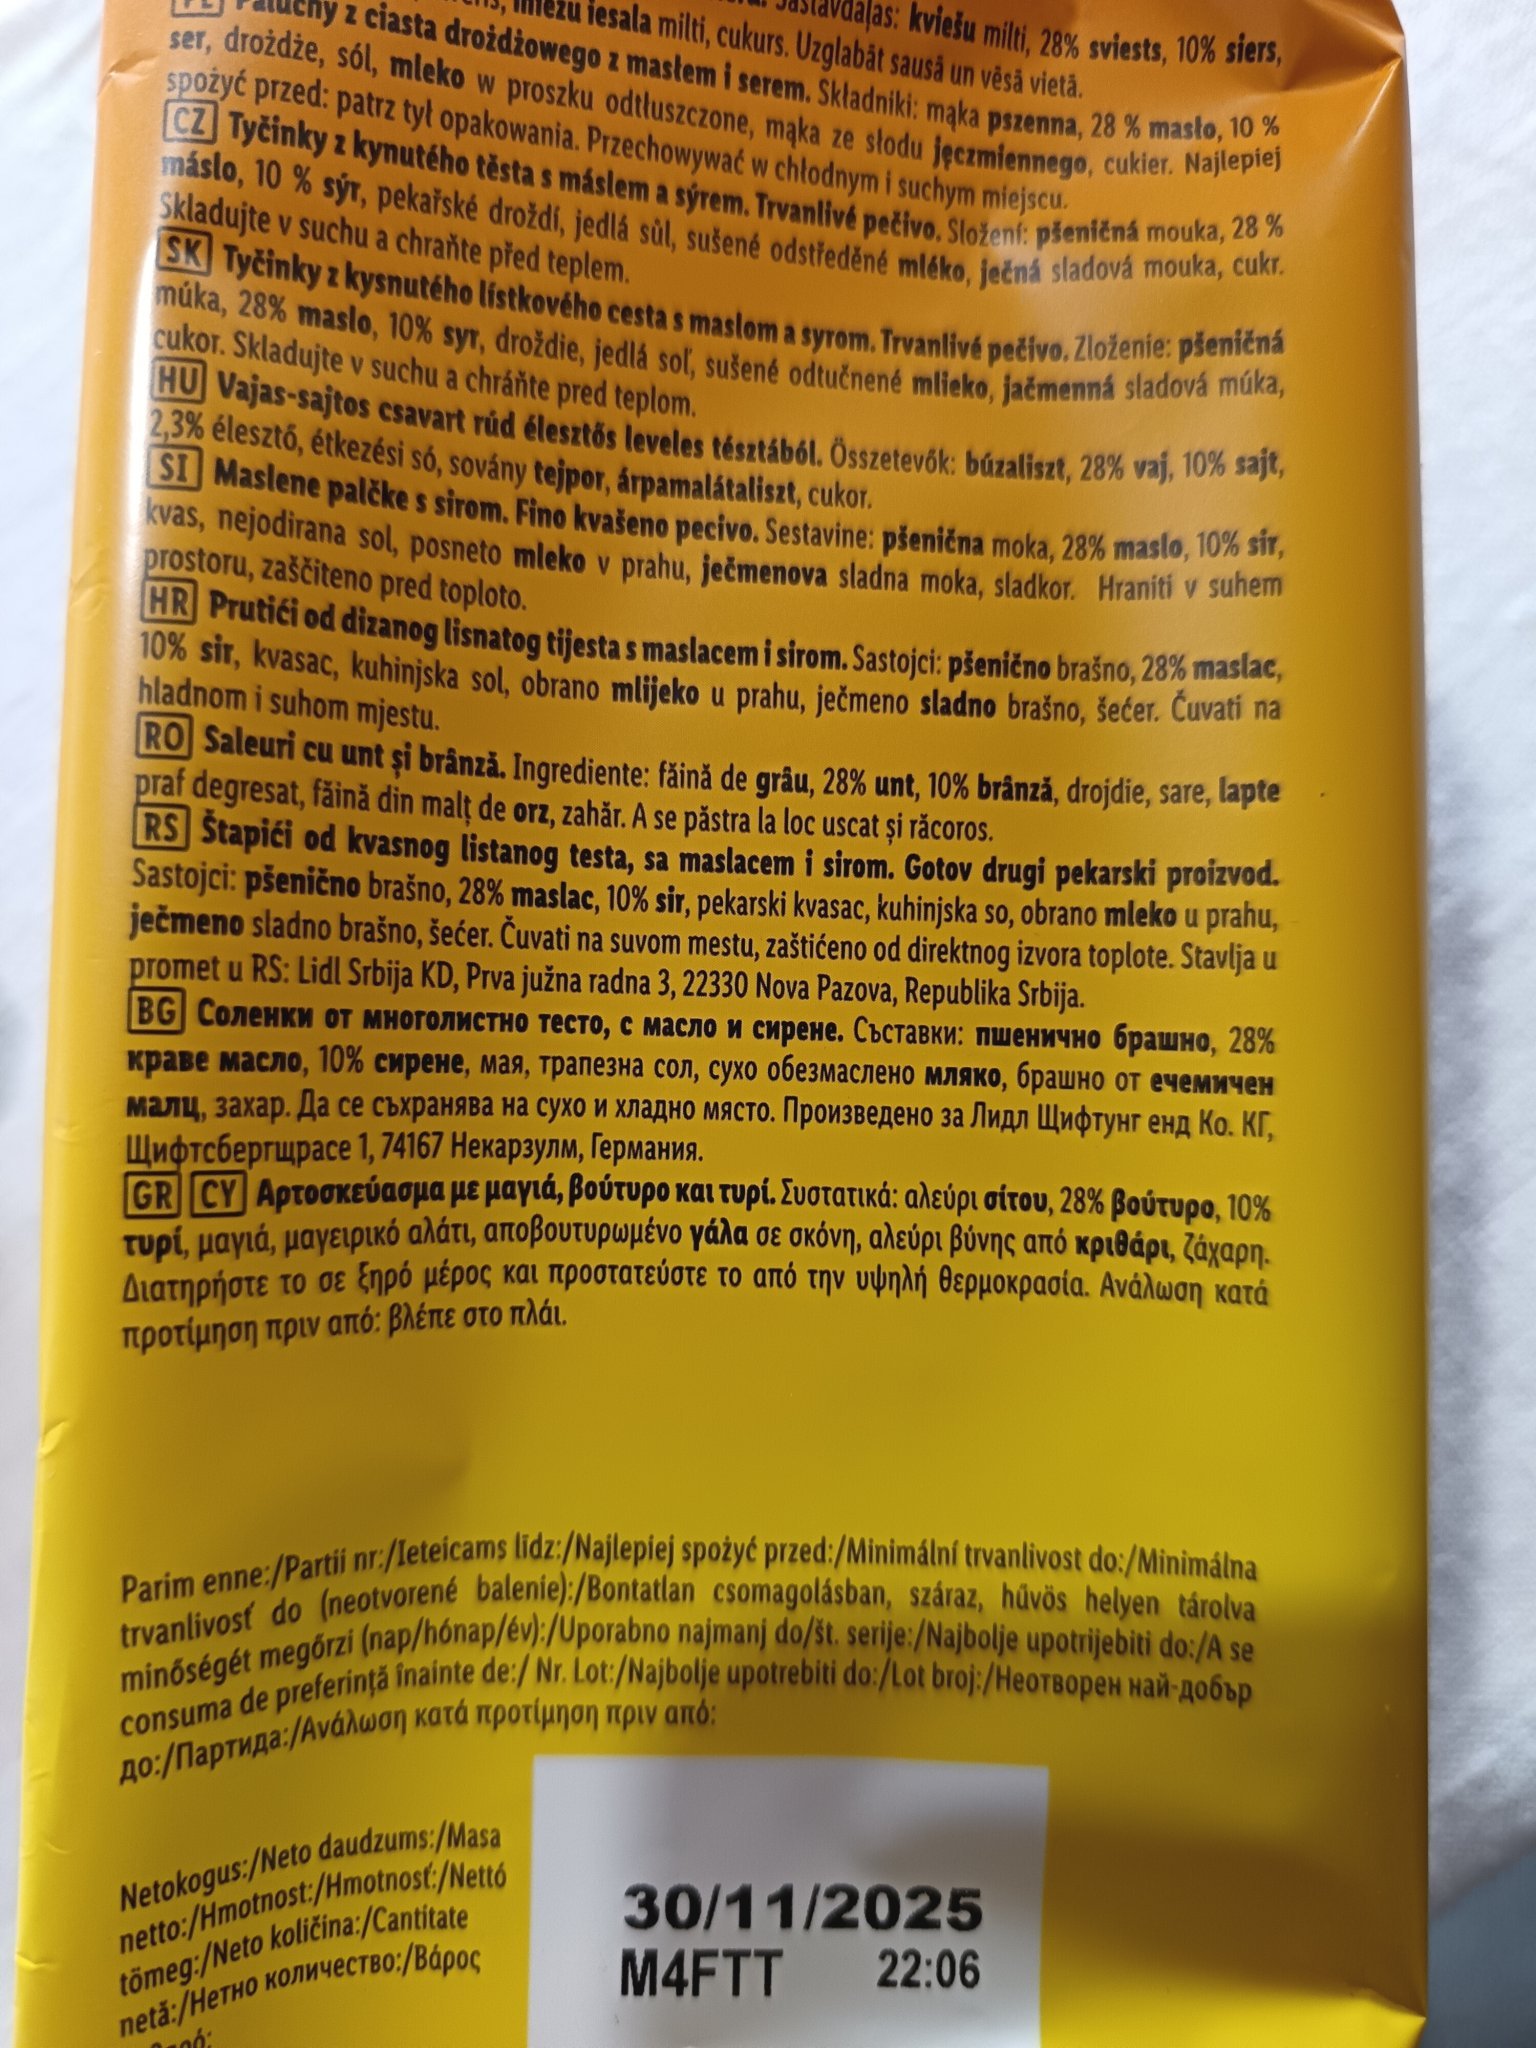 miežu iesala milti, cukurs. Uzglabāt sausā un vēsā vietā.
Sastāvdaļas: kviešu milti, 28% sviests, 10% siers,
PL Paluchy z ciasta drożdżowego z masłem i serem. Składniki: mąka pszenna, 28 % masło, 10 %
ser, drożdże, sól, mleko w proszku odtłuszczone, mąka ze słodu jęczmiennego, cukier. Najlepiej
spożyć przed: patrz tył opakowania. Przechowywać w chłodnym i suchym miejscu.
CZ Tyčinky z kynutého těsta s máslem a sýrem. Trvanlivé pečivo. Složení: pšeničná mouka, 28 %
máslo, 10 % sýr, pekařské droždí, jedlá sůl, sušené odstředěné mléko, ječná sladová mouka, cukr.
Skladujte v suchu a chraňte před teplem.
SK Tyčinky z kysnutého lístkového cesta s maslom a syrom. Trvanlivé pečivo. Zloženie: pšeničná
múka, 28% maslo, 10% syr, droždie, jedlá soľ, sušené odtučnené mlieko, jačmenná sladová múka,
cukor. Skladujte v suchu a chráňte pred teplom.
HU Vajas-sajtos csavart rúd élesztős leveles tésztából. Összetevők: búzaliszt, 28% vaj, 10% sajt,
2,3% élesztő, étkezési só, sovány tejpor, árpamalátaliszt, cukor.
SI Maslene palčke s sirom. Fino kvašeno pecivo. Sestavine: pšenična moka, 28% maslo, 10% sir,
kvas, nejodirana sol, posneto mleko v prahu, ječmenova sladna moka, sladkor. Hraniti v suhem
prostoru, zaščiteno pred toploto.
HR Prutići od dizanog lisnatog tijesta s maslacem i sirom. Sastojci: pšenično brašno, 28% maslac,
10% sir, kvasac, kuhinjska sol, obrano mlijeko u prahu, ječmeno sladno brašno, šećer. Čuvati na
hladnom i suhom mjestu.
RO Saleuri cu unt și brânză. Ingrediente: făină de grâu, 28% unt, 10% brânză, drojdie, sare, lapte
praf degresat, făină din malț de orz, zahăr. A se păstra la loc uscat și răcoros.
RS Štapići od kvasnog listanog testa, sa maslacem i sirom. Gotov drugi pekarski proizvod.
Sastojci: pšenično brašno, 28% maslac, 10% sir, pekarski kvasac, kuhinjska so, obrano mleko u prahu,
ječmeno sladno brašno, šećer. Čuvati na suvom mestu, zaštićeno od direktnog izvora toplote. Stavlja u
promet u RS: Lidl Srbija KD, Prva južna radna 3, 22330 Nova Pazova, Republika Srbija.
BG Соленки от многолистно тесто, с масло и сирене. Съставки: пшенично брашно, 28%
краве масло, 10% сирене, мая, трапезна сол, сухо обезмаслено мляко, брашно от ечемичен
малц, захар. Да се съхранява на сухо и хладно място. Произведено за Лидл Щифтунг енд Ко. КГ,
Щифтсбергщрасе 1, 74167 Некарзулм, Германия.
GR CY Αρτοσκεύασμα με μαγιά, βούτυρο και τυρί. Συστατικά: αλεύρι σίτου, 28% βούτυρο, 10%
τυρί, μαγιά, μαγειρικό αλάτι, αποβουτυρωμένο γάλα σε σκόνη, αλεύρι βύνης από κριθάρι, ζάχαρη.
Διατηρήστε το σε ξηρό μέρος και προστατεύστε το από την υψηλή θερμοκρασία. Ανάλωση κατά
προτίμηση πριν από: βλέπε στο πλάι.
Parim enne:/Partii nr:/Ieteicams līdz:/Najlepiej spożyć przed:/Minimální trvanlivost do:/Minimálna
trvanlivosť do (neotvorené balenie):/Bontatlan csomagolásban, száraz, hűvös helyen tárolva
minőségét megőrzi (nap/hónap/év):/Uporabno najmanj do/št. serije:/Najbolje upotrijebiti do:/A se
consuma de preferință înainte de:/ Nr. Lot:/Najbolje upotrebiti do:/Lot broj:/Неотворен най-добър
до:/Партида:/Ανάλωση κατά προτίμηση πριν από:
Netokogus:/Neto daudzums:/Masa
netto:/Hmotnost:/Hmotnosť:/Nettó
tömeg:/Neto količina:/Cantitate
netă:/Нетно количество:/Βάρος
30/11/2025
M4FTT 22:06